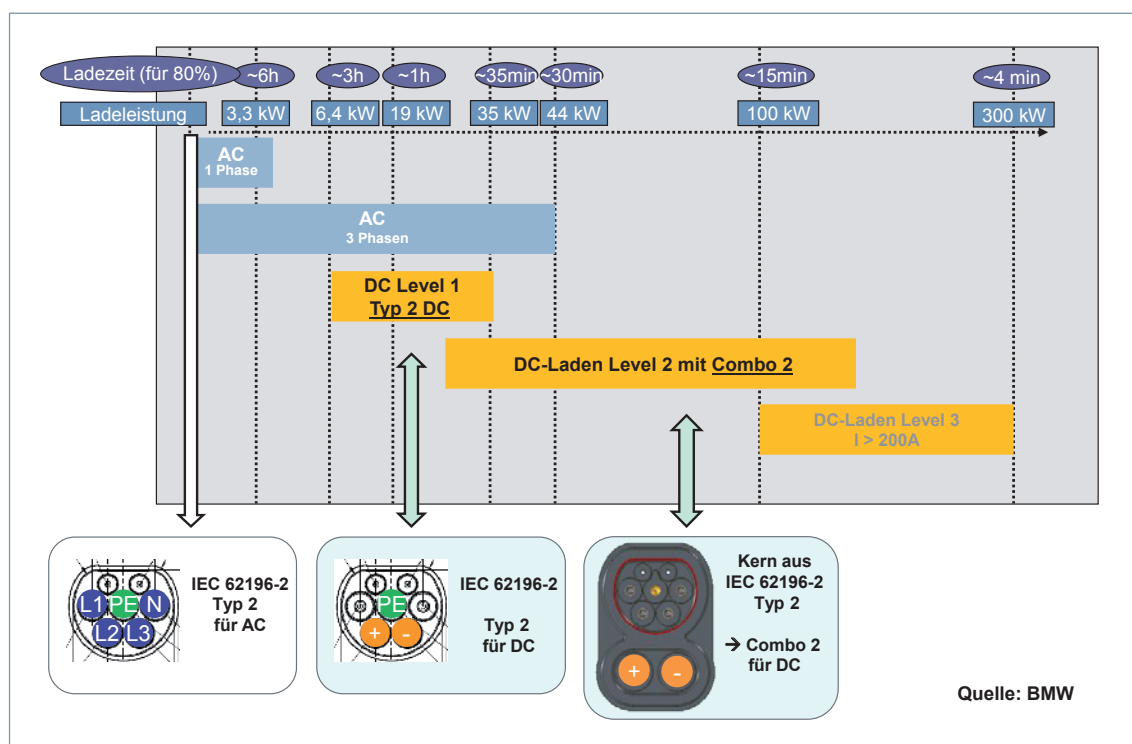 Ladezeit (für 80%)
~6h
~3h
~1h
~35min
~30min
~15min
~4 min
Ladeleistung
3,3 kW
6,4 kW
19 kW
35 kW
44 kW
100 kW
300 kW
AC
1 Phase
AC
3 Phasen
DC Level 1
Typ 2 DC
DC-Laden Level 2 mit Combo 2
DC-Laden Level 3
I > 200A
L1 PE N
L2 L3
IEC 62196-2
Typ 2
für AC
PE
+ -
IEC 62196-2
Typ 2
für DC
+ -
Kern aus
IEC 62196-2
Typ 2
→ Combo 2
für DC
Quelle: BMW